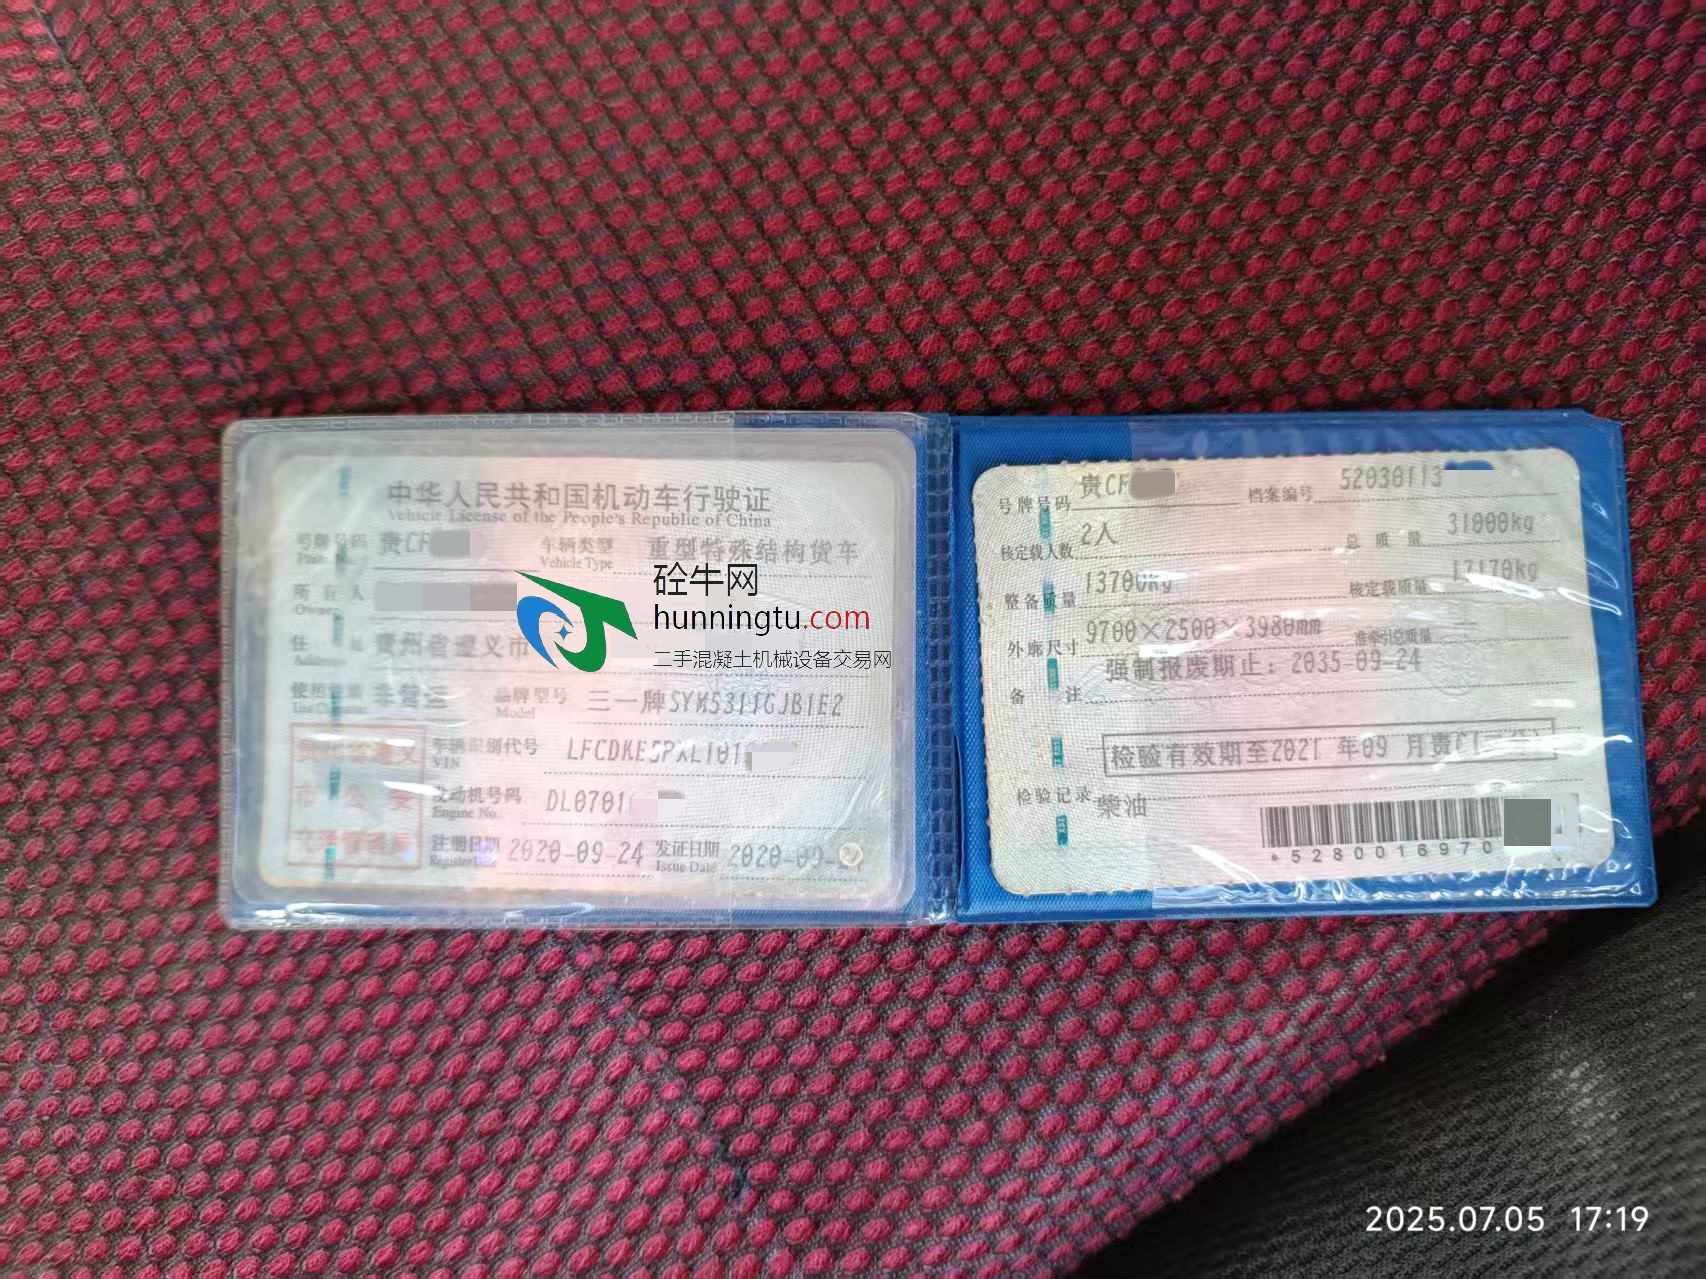 中华人民共和国机动车行驶证
Vehicle License of the People's Republic of China
号牌号码 贵CF 车辆类型 重型特殊结构货车
Vehicle Type
所有人
Owner
住 址 贵州省遵义市
使用性质 非营运 品牌型号 三一牌SYM5311GJB1E2
Model
车辆识别代号 LFCDKE5PXL101
VIN
发动机号码 DL0701
Engine No.
注册日期 2020-09-24 发证日期 2020-09-
Register Date Issue Date
砼牛网
hunningtu.com
二手混凝土机械设备交易网
号牌号码 贵CF 档案编号 52030113
核定载人数 2人 总质量 31000kg
整备质量 13700kg 核定载质量 17170kg
外廓尺寸 9700×2500×3980mm 准牵引总质量 --
备 注 强制报废期止：2035-09-24
检验有效期至2021 年09 月贵C
检验记录 柴油
*5280016970
2025.07.05 17:19